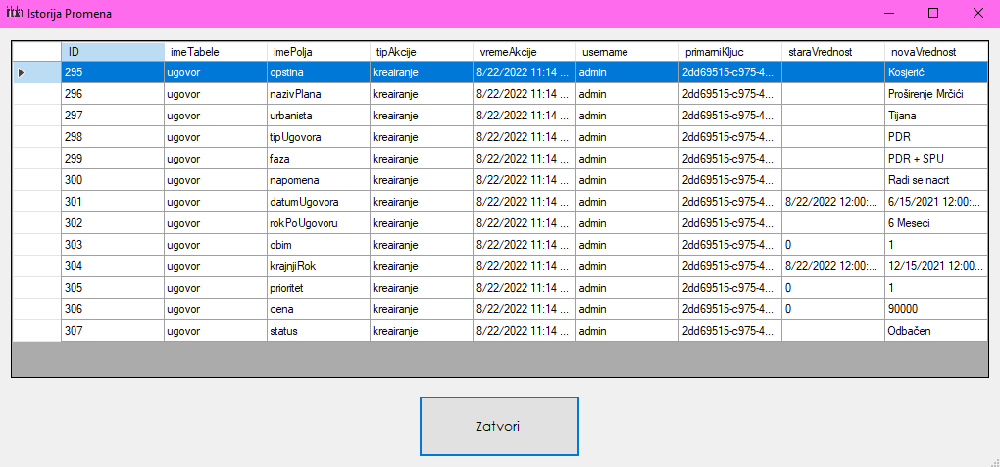 Istorija Promena
ID imeTabele imePolja tipAkcije vremeAkcije username primarniKljuc staraVrednost novaVrednost
295 ugovor opstina kreairanje 8/22/2022 11:14 ... admin 2dd69515-c975-4... Kosjerić
296 ugovor nazivPlana kreairanje 8/22/2022 11:14 ... admin 2dd69515-c975-4... Proširenje Mrčići
297 ugovor urbanista kreairanje 8/22/2022 11:14 ... admin 2dd69515-c975-4... Tijana
298 ugovor tipUgovora kreairanje 8/22/2022 11:14 ... admin 2dd69515-c975-4... PDR
299 ugovor faza kreairanje 8/22/2022 11:14 ... admin 2dd69515-c975-4... PDR + SPU
300 ugovor napomena kreairanje 8/22/2022 11:14 ... admin 2dd69515-c975-4... Radi se nacrt
301 ugovor datumUgovora kreairanje 8/22/2022 11:14 ... admin 2dd69515-c975-4... 8/22/2022 12:00:... 6/15/2021 12:00:...
302 ugovor rokPoUgovoru kreairanje 8/22/2022 11:14 ... admin 2dd69515-c975-4... 6 Meseci
303 ugovor obim kreairanje 8/22/2022 11:14 ... admin 2dd69515-c975-4... 0 1
304 ugovor krajnjiRok kreairanje 8/22/2022 11:14 ... admin 2dd69515-c975-4... 8/22/2022 12:00:... 12/15/2021 12:00...
305 ugovor prioritet kreairanje 8/22/2022 11:14 ... admin 2dd69515-c975-4... 0 1
306 ugovor cena kreairanje 8/22/2022 11:14 ... admin 2dd69515-c975-4... 0 90000
307 ugovor status kreairanje 8/22/2022 11:14 ... admin 2dd69515-c975-4... Odbačen
Zatvori